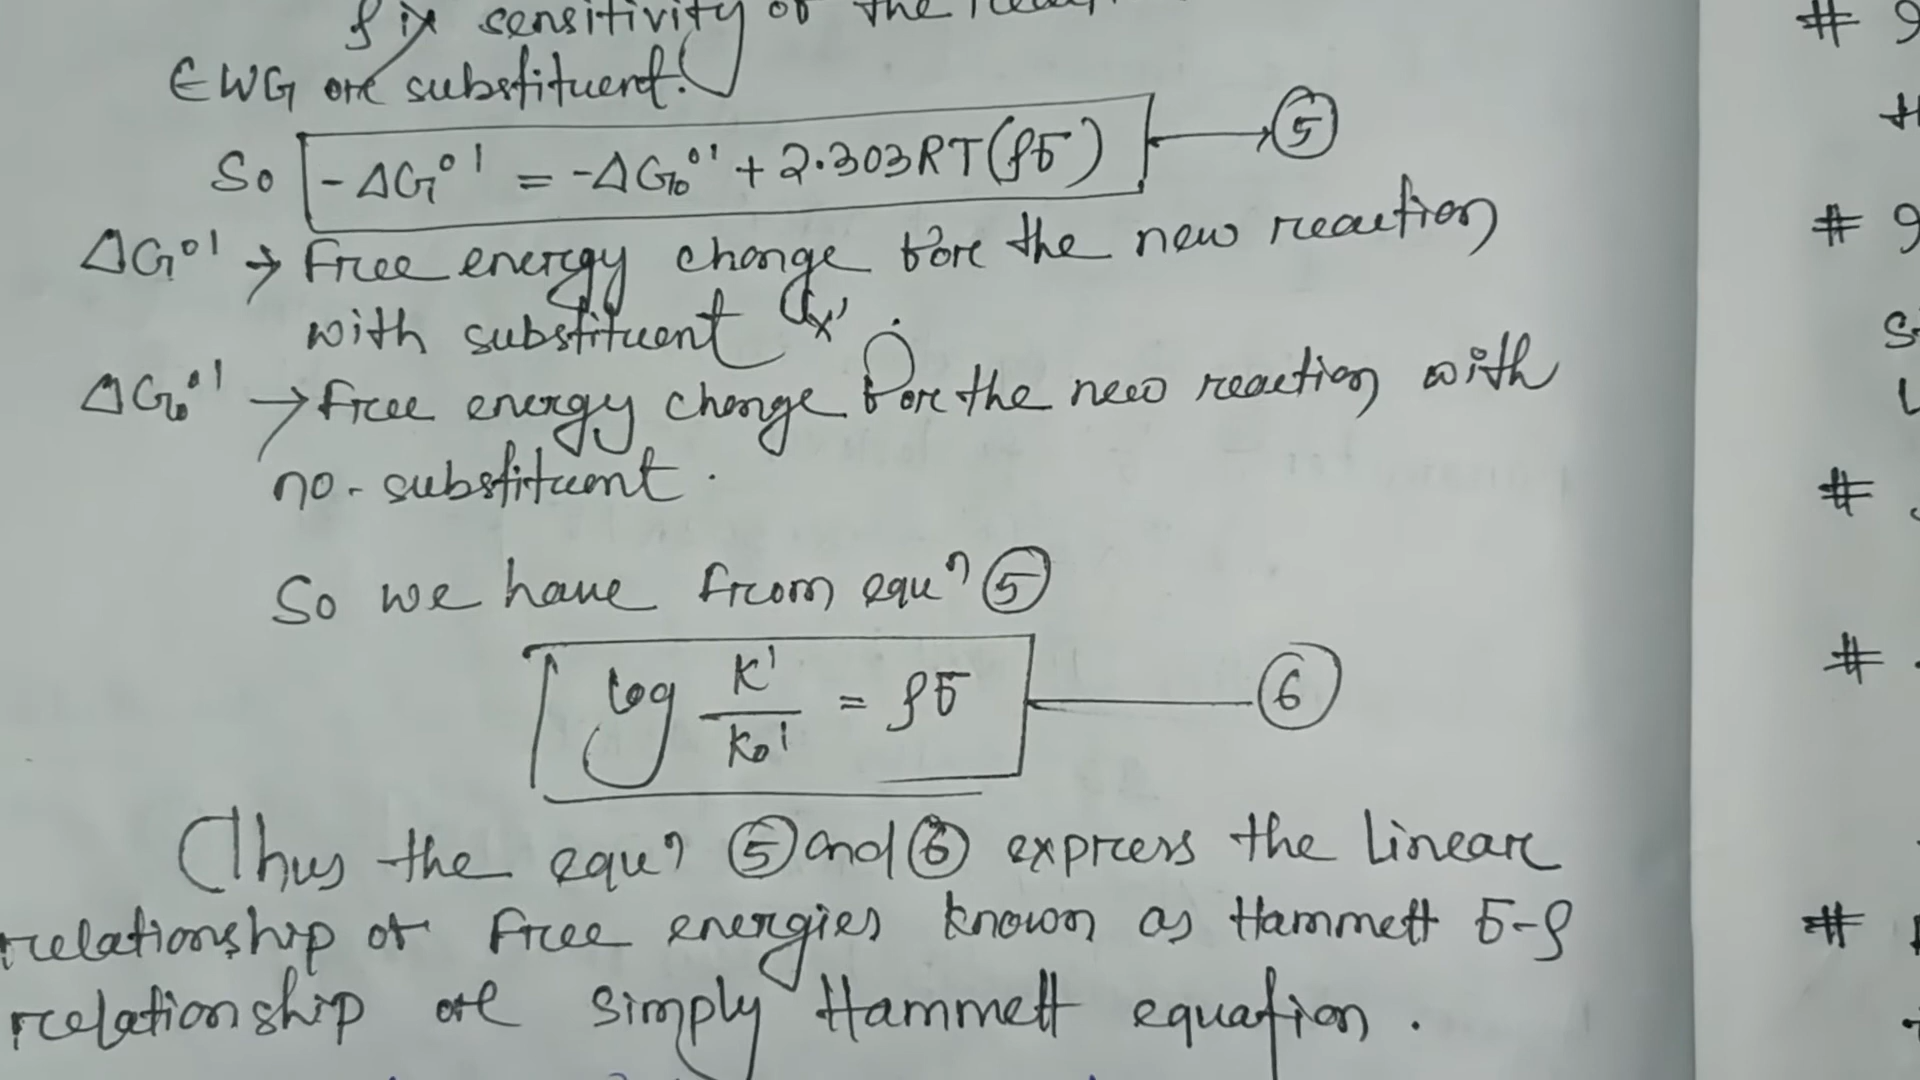 ρ is sensitivity of the
EWG or substituent.
So -ΔG°' = -ΔG₀°' + 2.303RT(ρσ) → ⑤
ΔG°' → Free energy change for the new reaction
with substituent 'x'
ΔG₀°' → Free energy change for the new reaction with
no-substituent.
So we have from equⁿ ⑤
log K'/K₀' = ρσ — ⑥
Thus the equⁿ ⑤ and ⑥ express the linear
relationship of free energies known as Hammett σ-ρ
relationship or simply Hammett equation.
#
#
#
#
#